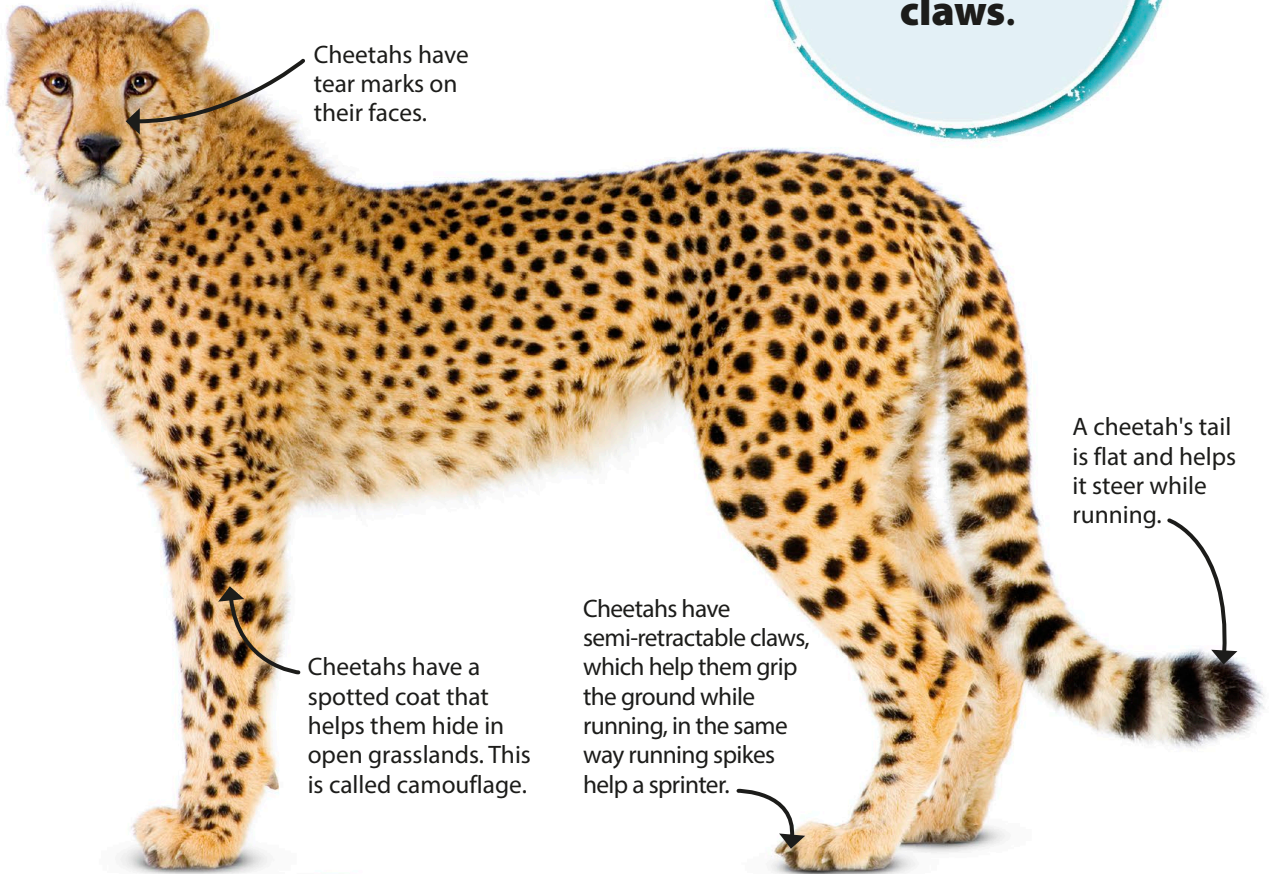 claws.
Cheetahs have
tear marks on
their faces.
A cheetah's tail
is flat and helps
it steer while
running.
Cheetahs have
semi-retractable claws,
which help them grip
the ground while
running, in the same
way running spikes
help a sprinter.
Cheetahs have a
spotted coat that
helps them hide in
open grasslands. This
is called camouflage.